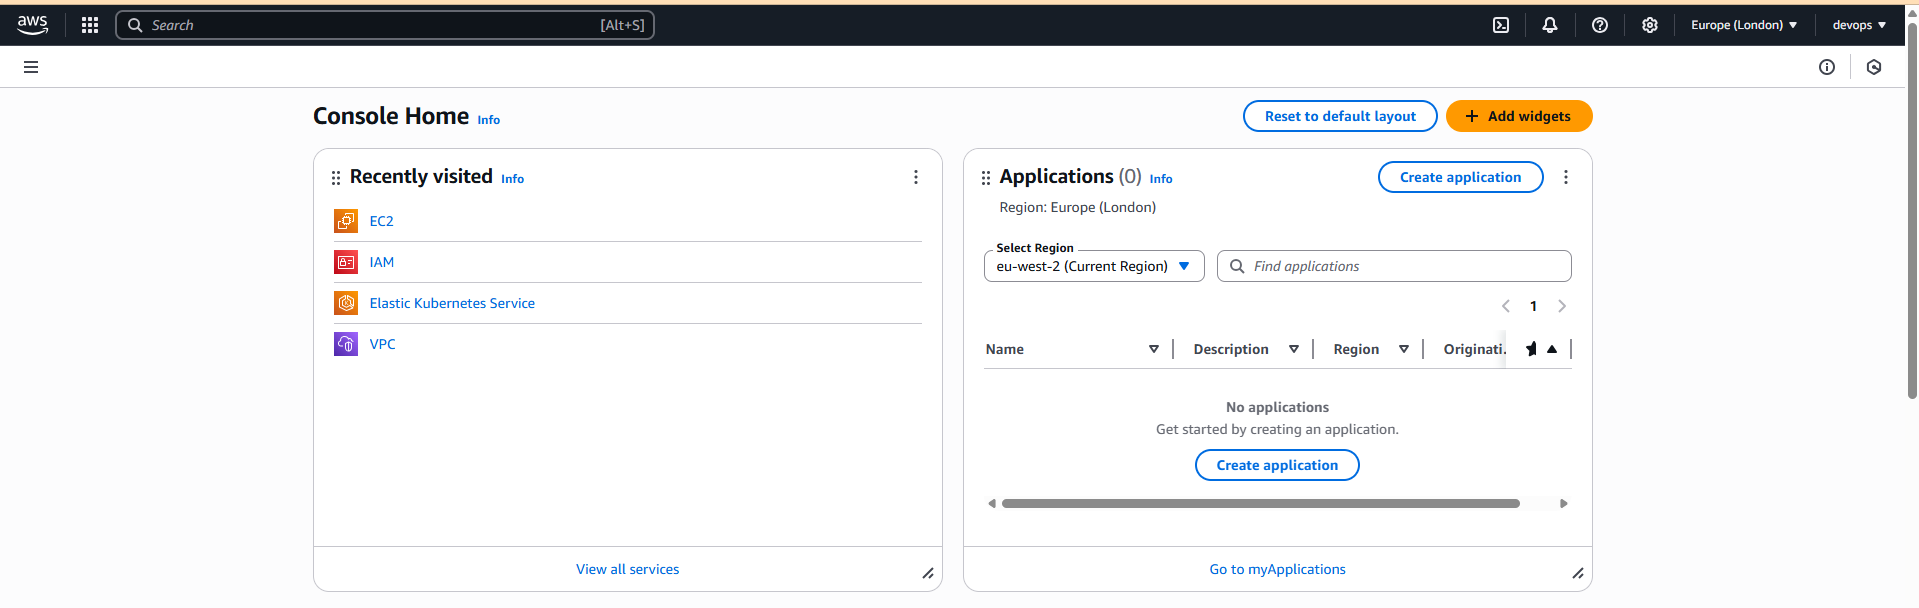 aws Search [Alt+S] Europe (London) devops
Console Home Info Reset to default layout + Add widgets
Recently visited Info
EC2
IAM
Elastic Kubernetes Service
VPC
View all services
Applications (0) Info Create application
Region: Europe (London)
Select Region
eu-west-2 (Current Region) Find applications
1
Name Description Region Originati.
No applications
Get started by creating an application.
Create application
Go to myApplications